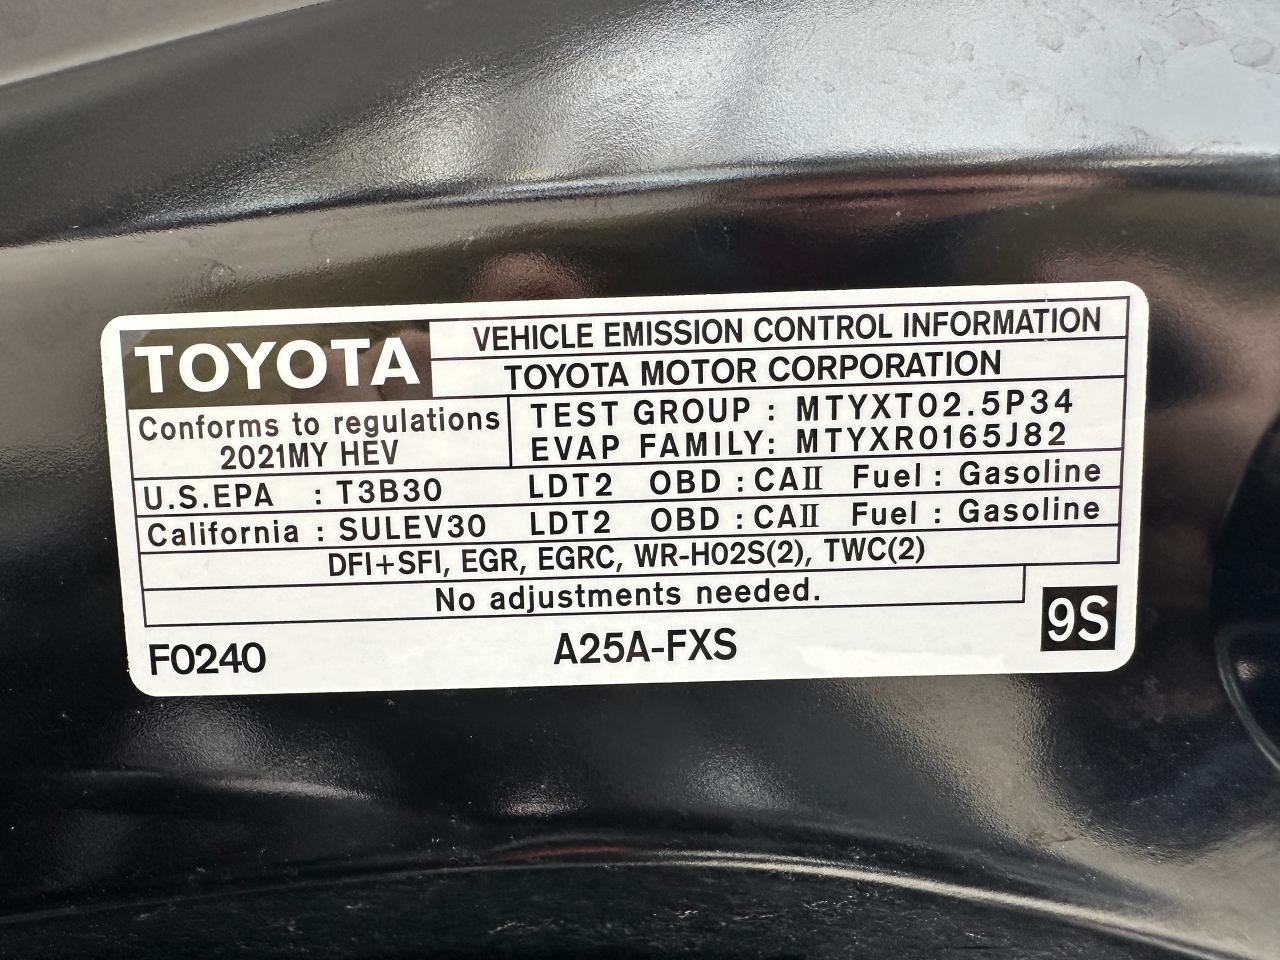 TOYOTA
VEHICLE EMISSION CONTROL INFORMATION
TOYOTA MOTOR CORPORATION
Conforms to regulations
2021MY HEV
TEST GROUP : MTYXT02.5P34
EVAP FAMILY: MTYXR0165J82
U.S.EPA : T3B30 LDT2 OBD : CAⅡ Fuel : Gasoline
California : SULEV30 LDT2 OBD : CAⅡ Fuel : Gasoline
DFI+SFI, EGR, EGRC, WR-HO2S(2), TWC(2)
No adjustments needed.
F0240 A25A-FXS 9S